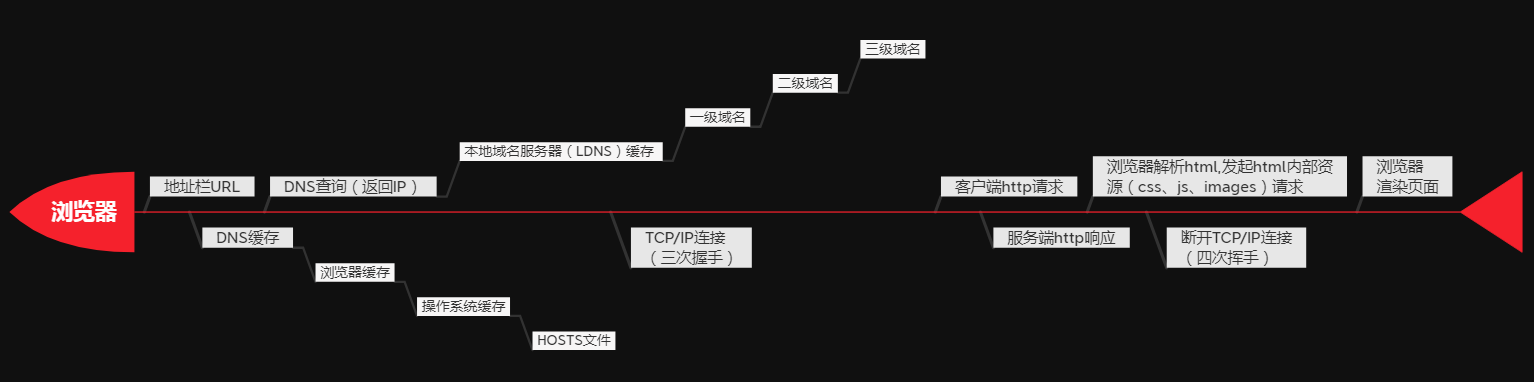 浏览器
地址栏URL
DNS缓存
浏览器缓存
操作系统缓存
HOSTS文件
DNS查询（返回IP）
本地域名服务器（LDNS）缓存
一级域名
二级域名
三级域名
TCP/IP连接
（三次握手）
客户端http请求
服务端http响应
浏览器解析html,发起html内部资
源（css、js、images）请求
断开TCP/IP连接
（四次挥手）
浏览器
渲染页面